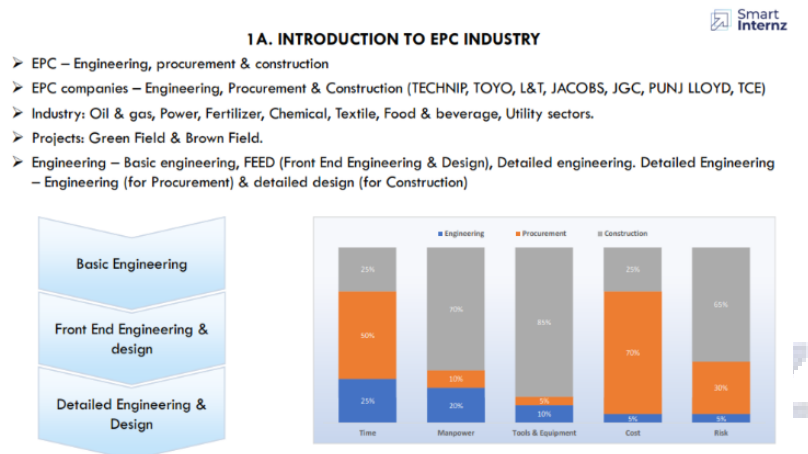 Smart
Internz
1A. INTRODUCTION TO EPC INDUSTRY
➢ EPC – Engineering, procurement & construction
➢ EPC companies – Engineering, Procurement & Construction (TECHNIP, TOYO, L&T, JACOBS, JGC, PUNJ LLOYD, TCE)
➢ Industry: Oil & gas, Power, Fertilizer, Chemical, Textile, Food & beverage, Utility sectors.
➢ Projects: Green Field & Brown Field.
➢ Engineering – Basic engineering, FEED (Front End Engineering & Design), Detailed engineering. Detailed Engineering
– Engineering (for Procurement) & detailed design (for Construction)
Basic Engineering
Front End Engineering &
design
Detailed Engineering &
Design
Engineering Procurement Construction
25% 70% 85% 25% 65%
50% 10% 5% 70% 30%
25% 20% 10% 5% 5%
Time Manpower Tools & Equipment Cost Risk